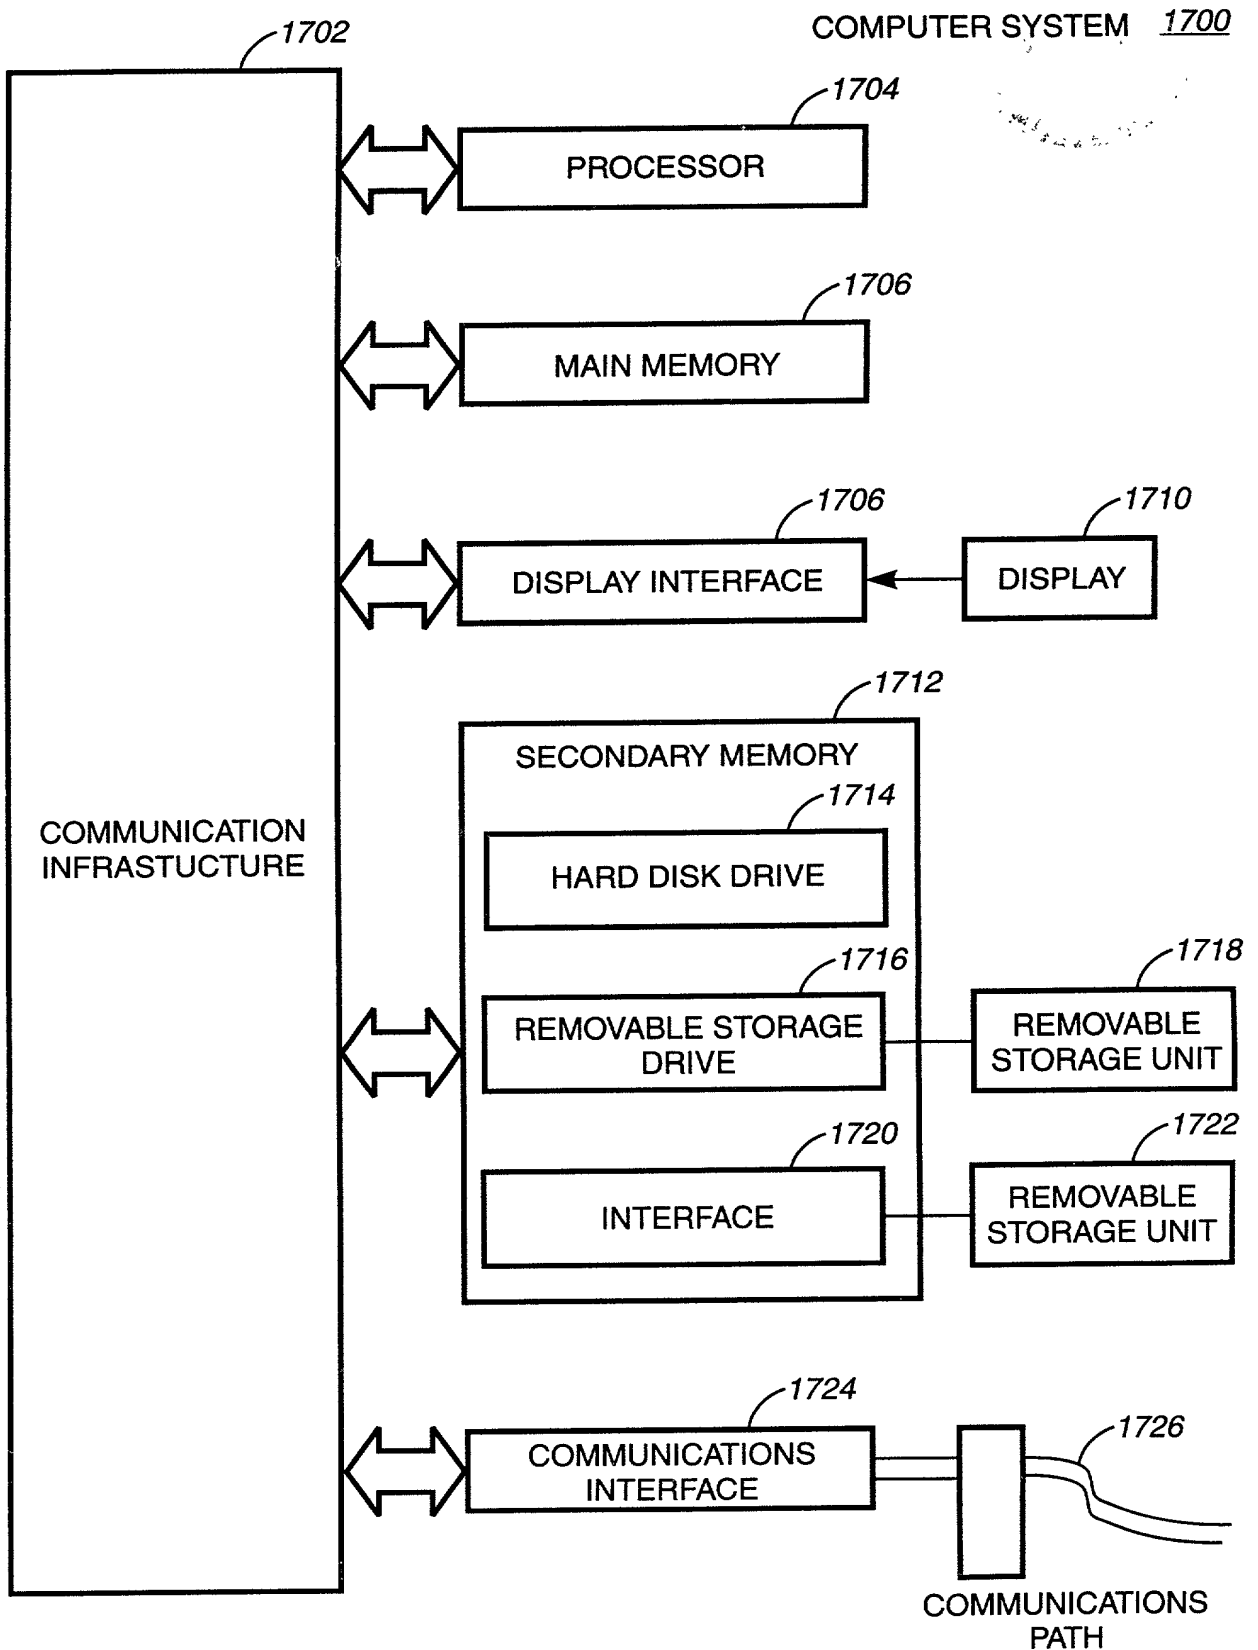 COMPUTER SYSTEM 1700
1702
1704
PROCESSOR
1706
MAIN MEMORY
1706
DISPLAY INTERFACE
1710
DISPLAY
1712
SECONDARY MEMORY
1714
HARD DISK DRIVE
COMMUNICATION
INFRASTUCTURE
1716
REMOVABLE STORAGE
DRIVE
1718
REMOVABLE
STORAGE UNIT
1720
INTERFACE
1722
REMOVABLE
STORAGE UNIT
1724
COMMUNICATIONS
INTERFACE
1726
COMMUNICATIONS
PATH